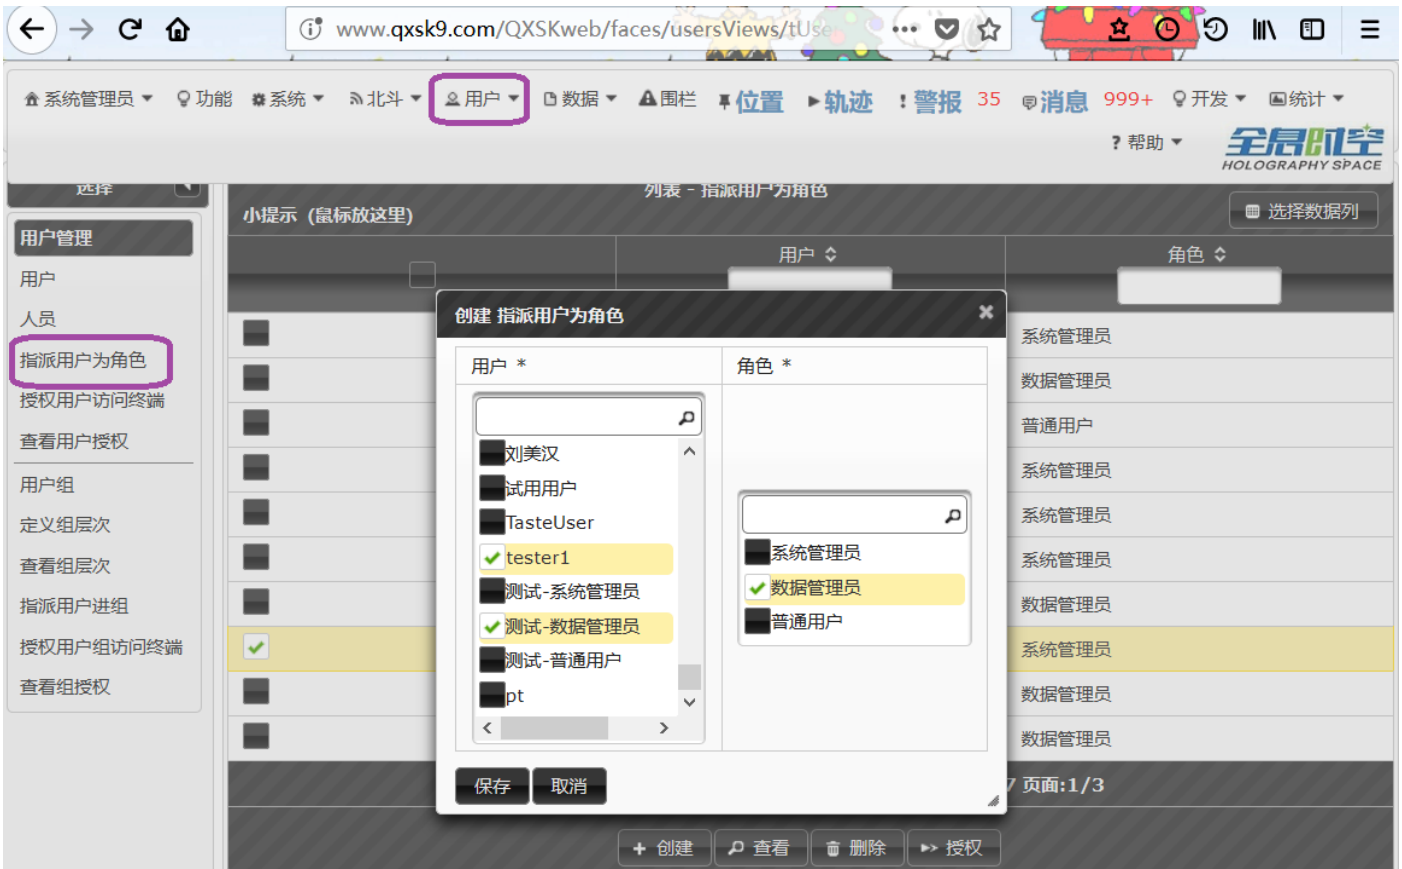 www.qxsk9.com/QXSKweb/faces/usersViews/tUse
系统管理员 功能 系统 北斗 用户 数据 围栏 位置 轨迹 警报 35 消息 999+ 开发 统计
? 帮助
全息时空
HOLOGRAPHY SPACE
选择
列表 - 指派用户为角色
小提示 (鼠标放这里)
选择数据列
用户管理
用户
人员
指派用户为角色
授权用户访问终端
查看用户授权
用户组
定义组层次
查看组层次
指派用户进组
授权用户组访问终端
查看组授权
用户 角色
系统管理员
数据管理员
普通用户
系统管理员
系统管理员
系统管理员
数据管理员
系统管理员
数据管理员
数据管理员
创建 指派用户为角色
用户 *
刘美汉
试用用户
TasteUser
tester1
测试-系统管理员
测试-数据管理员
测试-普通用户
pt
角色 *
系统管理员
数据管理员
普通用户
保存 取消
页面:1/3
创建 查看 删除 授权